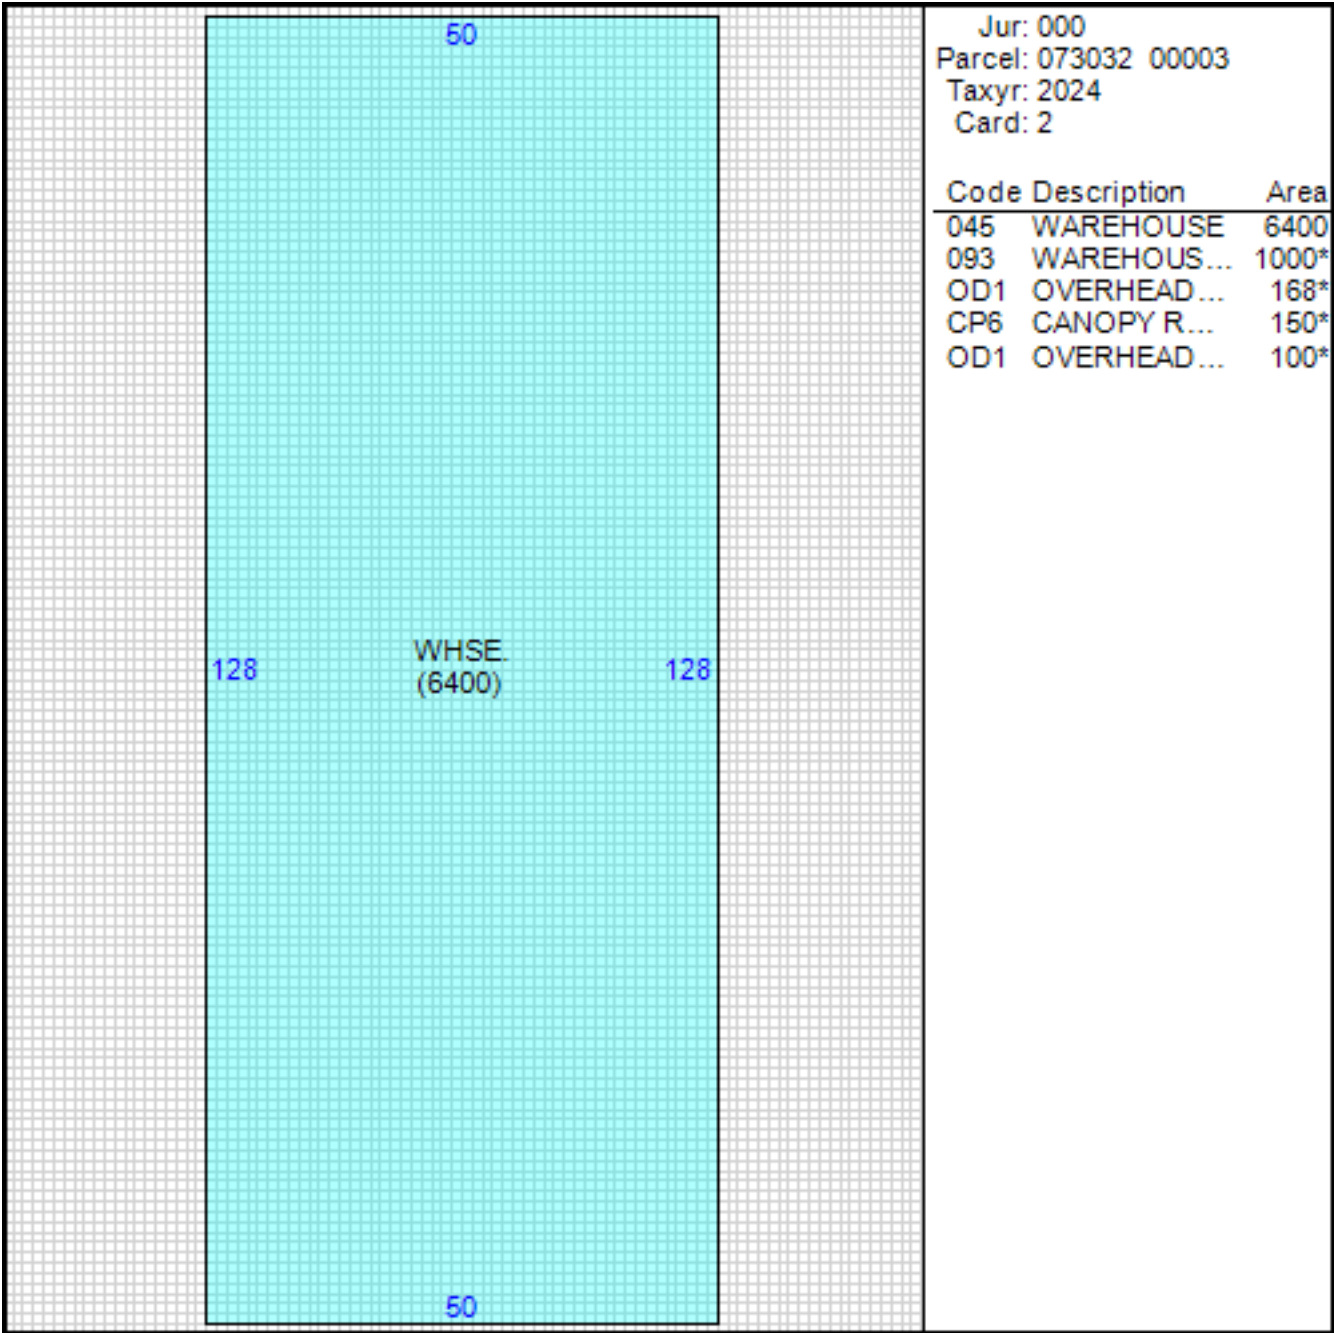 50
128
WHSE.
(6400)
128
50
Jur: 000
Parcel: 073032 00003
Taxyr: 2024
Card: 2
Code Description Area
045 WAREHOUSE 6400
093 WAREHOUS... 1000*
OD1 OVERHEAD... 168*
CP6 CANOPY R... 150*
OD1 OVERHEAD... 100*